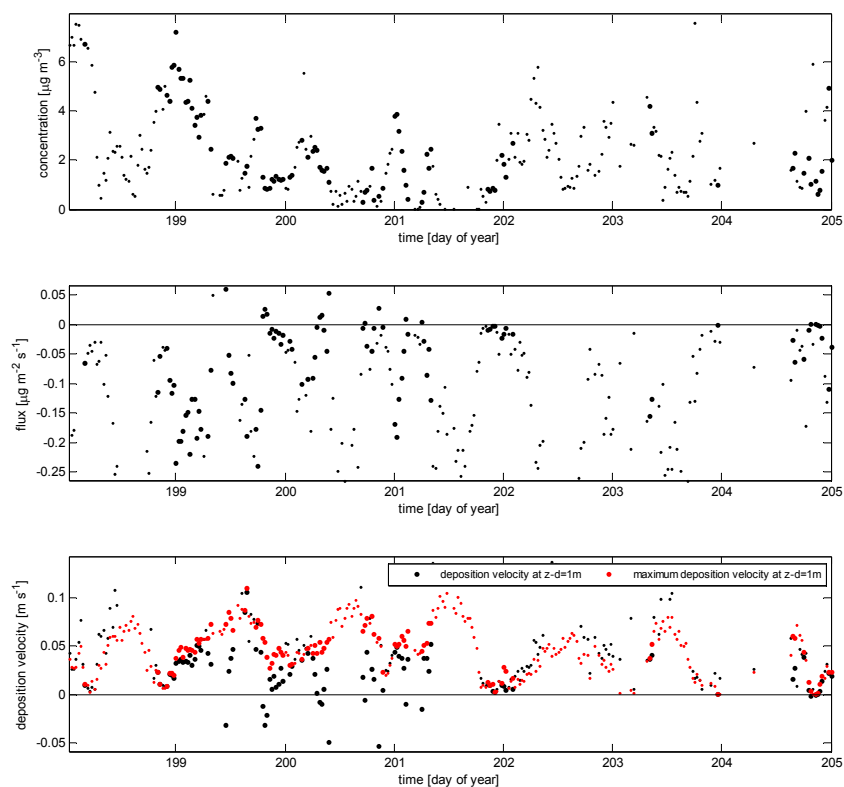 6
4
2
0
concentration [µg m-3]
199 200 201 202 203 204 205
time [day of year]
0.05
0
-0.05
-0.1
-0.15
-0.2
-0.25
flux [µg m-2 s-1]
199 200 201 202 203 204 205
time [day of year]
deposition velocity at z-d=1m maximum deposition velocity at z-d=1m
0.1
0.05
0
-0.05
deposition velocity [m s-1]
199 200 201 202 203 204 205
time [day of year]